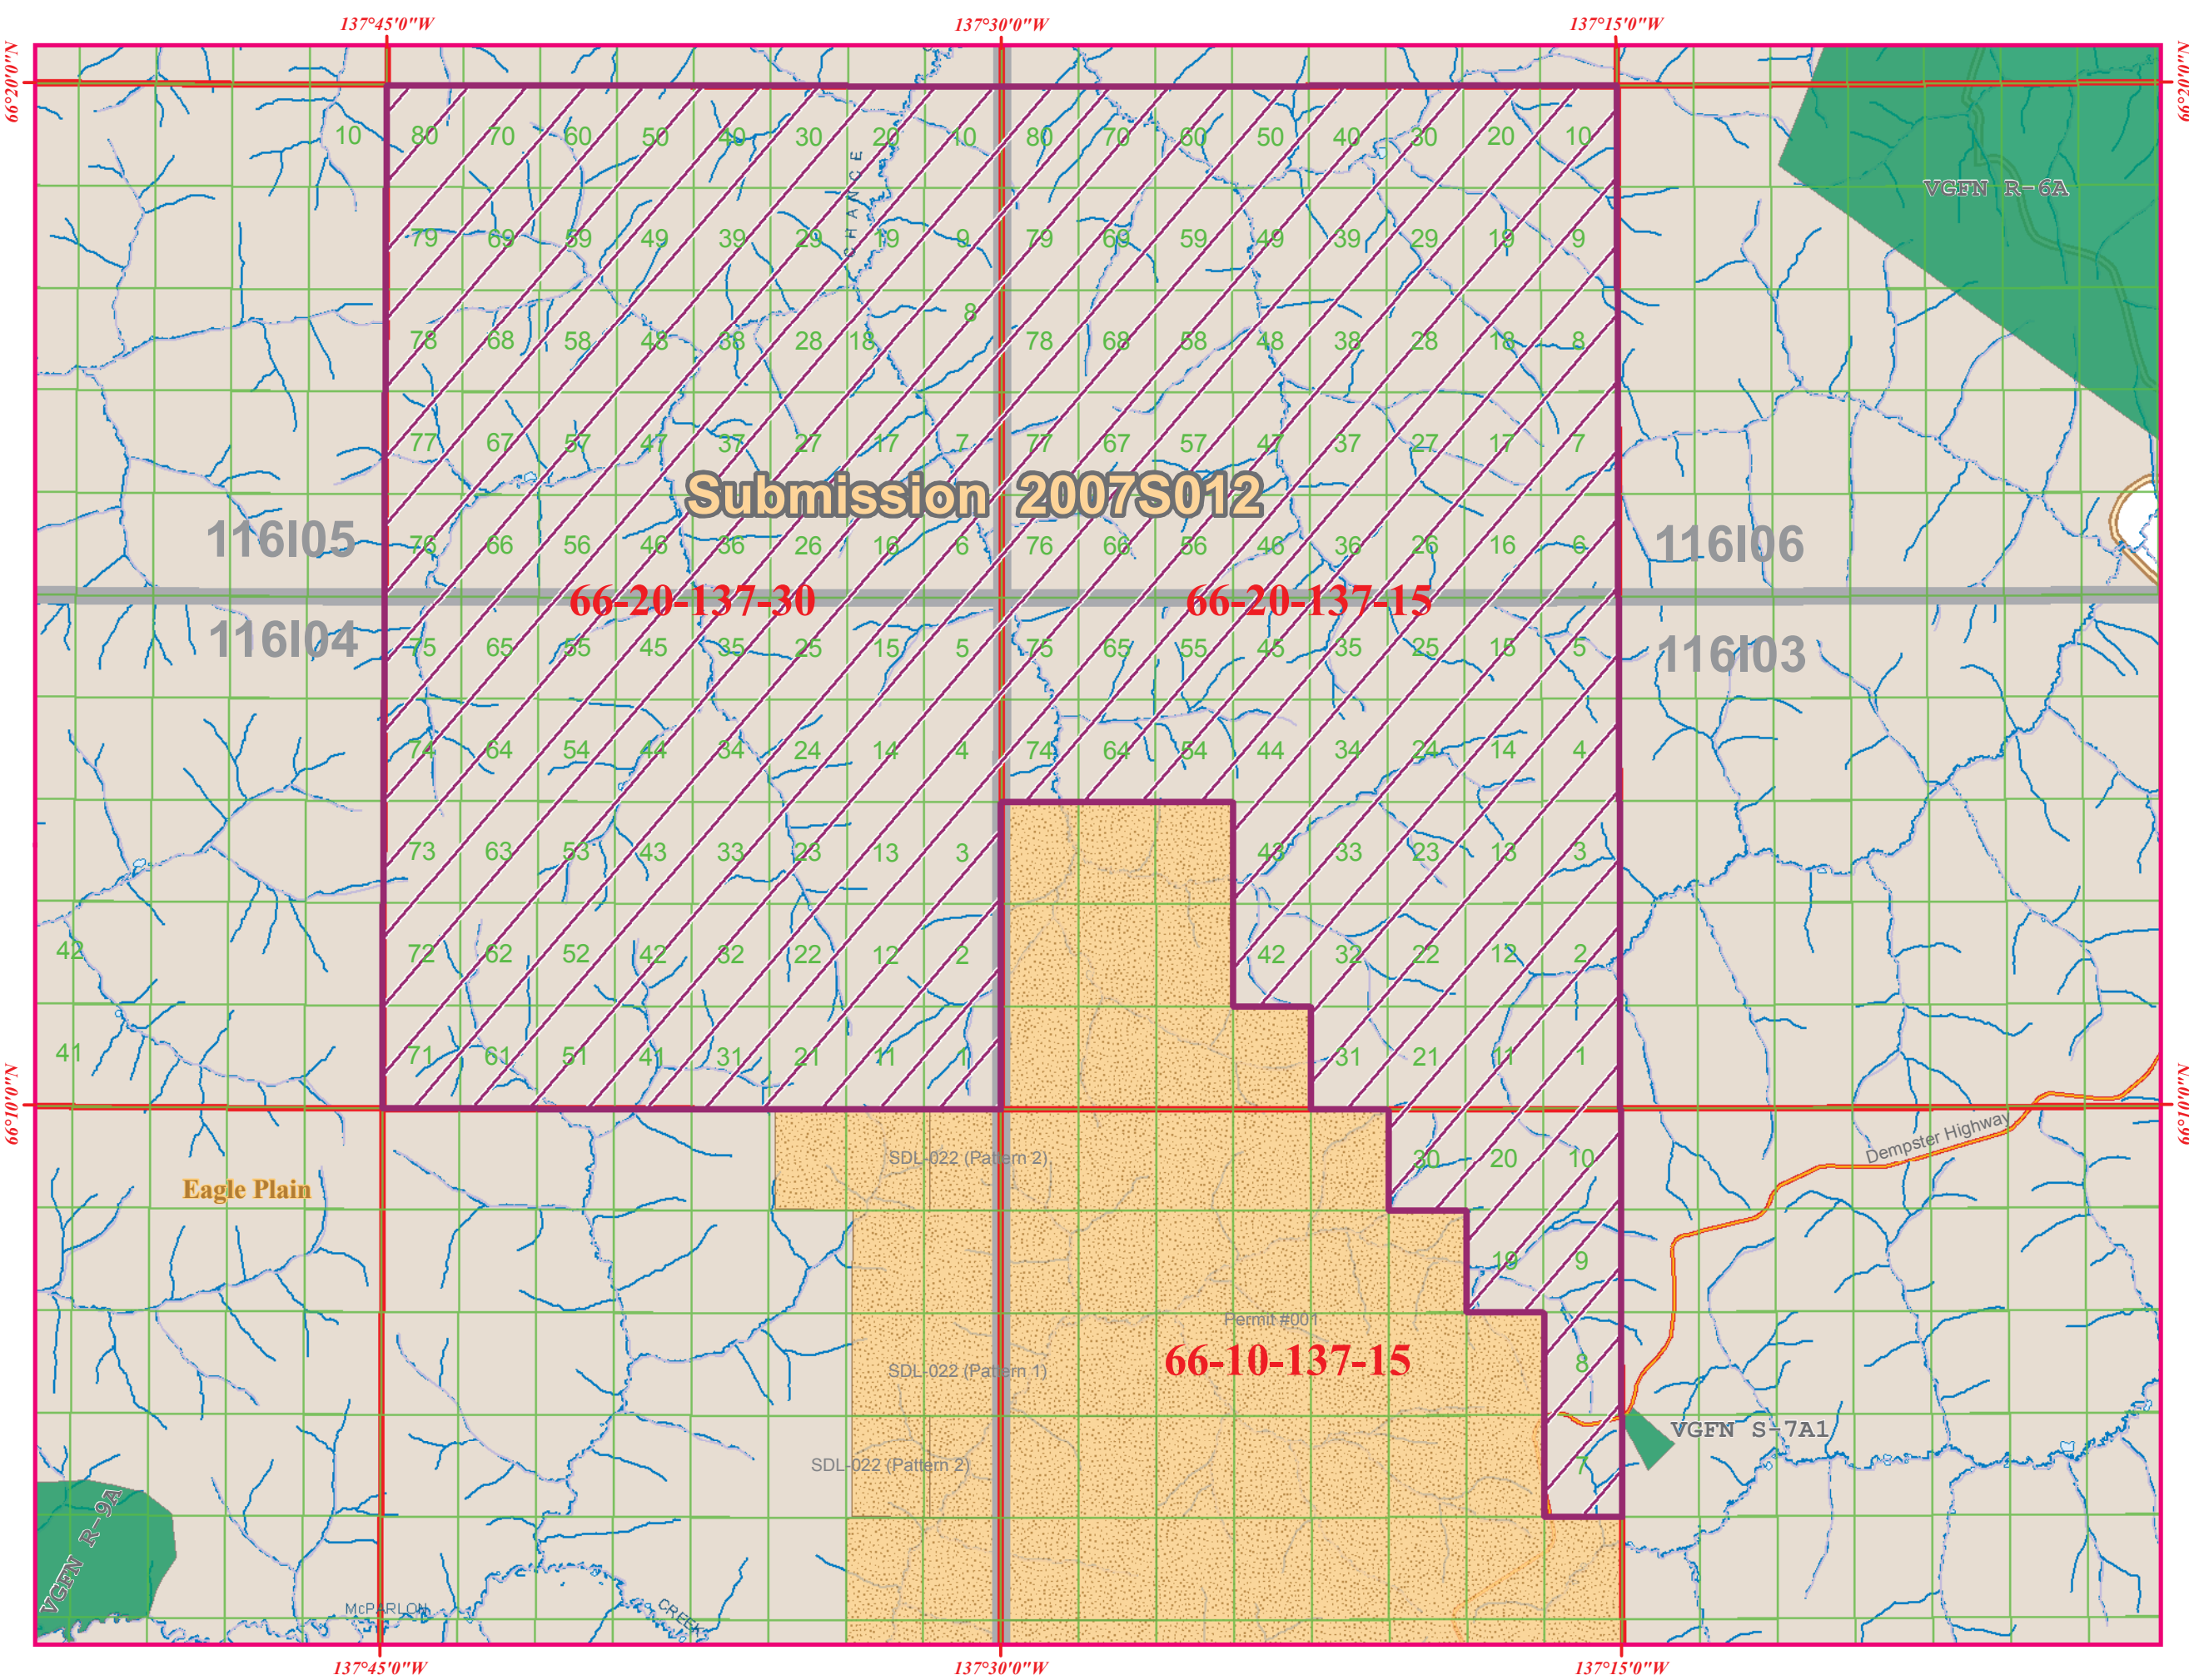 137°45'0"W 137°30'0"W 137°15'0"W
66°20'0"N 66°20'0"N
10 80 70 60 50 40 30 20 10 80 70 60 50 40 30 20 10
VGFN R-6A
CHANCE
79 69 59 49 39 29 19 9 79 69 59 49 39 29 19 9
8
78 68 58 48 38 28 18 78 68 58 48 38 28 18 8
77 67 57 47 37 27 17 7 77 67 57 47 37 27 17 7
Submission 2007S012
116I05 116I06
76 66 56 46 36 26 16 6 76 66 56 46 36 26 16 6
66-20-137-30 66-20-137-15
116I04 116I03
75 65 55 45 35 25 15 5 75 65 55 45 35 25 15 5
74 64 54 44 34 24 14 4 74 64 54 44 34 24 14 4
73 63 53 43 33 23 13 3 43 33 23 13 3
42 72 62 52 42 32 22 12 2 42 32 22 12 2
41 71 61 51 41 31 21 11 1 31 21 11 1
66°10'0"N 66°10'0"N
Dempster Highway
SDL-022 (Pattern 2) 30 20 10
Eagle Plain
19 9
Permit #001
66-10-137-15
SDL-022 (Pattern 1) 8
VGFN S-7A1
SDL-022 (Pattern 2) 7
VGFN R-9A
McPARLON CREEK
137°45'0"W 137°30'0"W 137°15'0"W